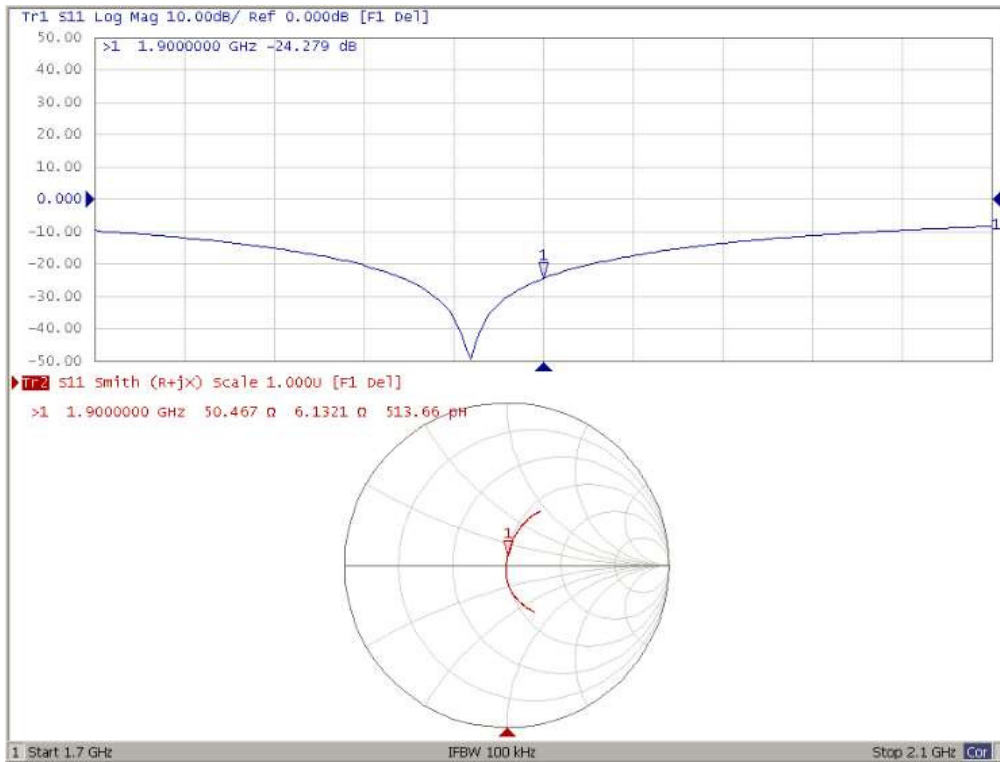 Tr1 S11 Log Mag 10.00dB/ Ref 0.000dB [F1 Del]
50.00
>1 1.9000000 GHz -24.279 dB
40.00
30.00
20.00
10.00
0.000
1
-10.00
1
-20.00
-30.00
-40.00
-50.00
Tr2 S11 Smith (R+jX) Scale 1.000U [F1 Del]
>1 1.9000000 GHz 50.467 Ω 6.1321 Ω 513.66 pH
1
1 Start 1.7 GHz IFBW 100 kHz Stop 2.1 GHz Cor